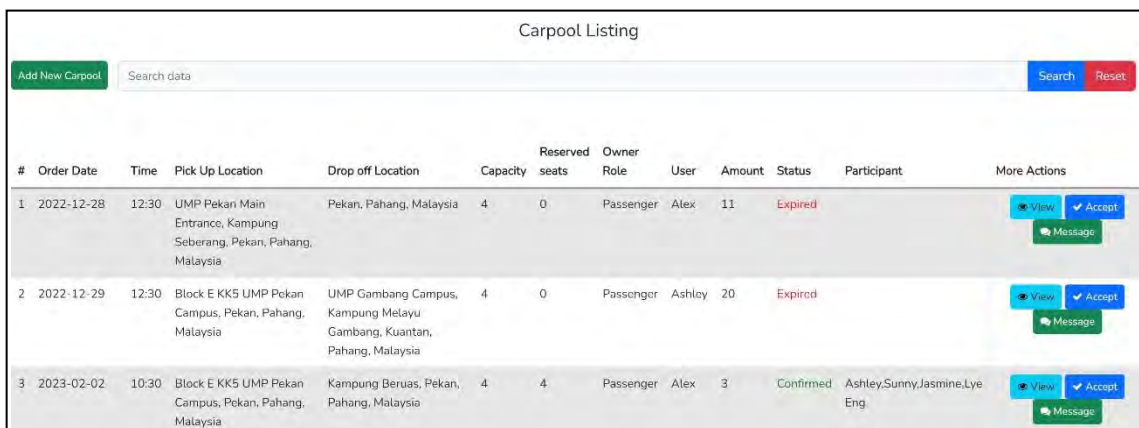 Carpool Listing
Add New Carpool Search data Search Reset
Reserved Owner
# Order Date Time Pick Up Location Drop off Location Capacity seats Role User Amount Status Participant More Actions
1 2022-12-28 12:30 UMP Pekan Main Pekan, Pahang, Malaysia 4 0 Passenger Alex 11 Expired View Accept
Entrance, Kampung
Seberang, Pekan, Pahang, Message
Malaysia
2 2022-12-29 12:30 Block E KK5 UMP Pekan UMP Gambang Campus, 4 0 Passenger Ashley 20 Expired View Accept
Campus, Pekan, Pahang, Kampung Melayu Message
Malaysia Gambang, Kuantan,
Pahang, Malaysia
3 2023-02-02 10:30 Block E KK5 UMP Pekan Kampung Beruas, Pekan, 4 4 Passenger Alex 3 Confirmed Ashley,Sunny,Jasmine,Lye View Accept
Campus, Pekan, Pahang, Pahang, Malaysia Eng Message
Malaysia